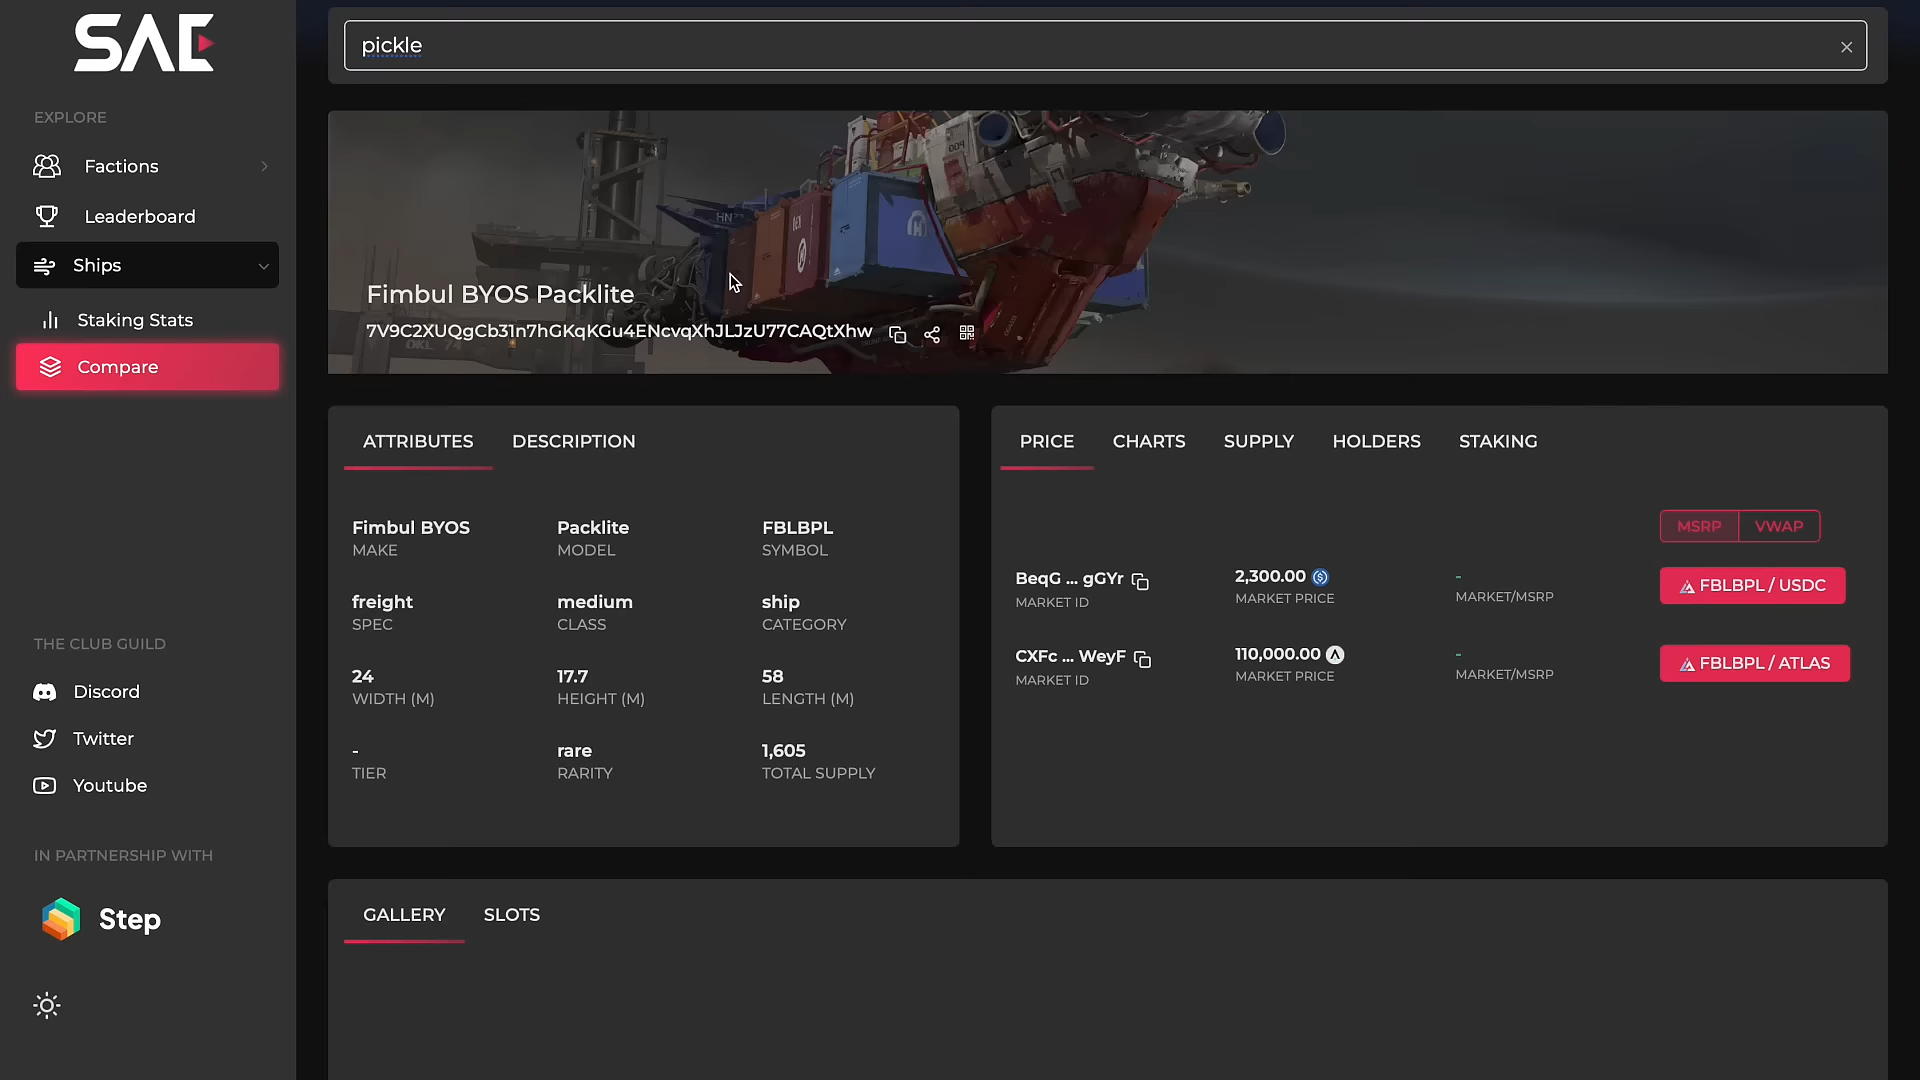 SAE
pickle
EXPLORE
Factions
Leaderboard
Ships
Staking Stats
Compare
THE CLUB GUILD
Discord
Twitter
Youtube
IN PARTNERSHIP WITH
Step
004
HN
Fimbul BYOS Packlite
7V9C2XUQgCb31n7hGKqKGu4ENcvqXhJLJzU77CAQtXhw
OKL 74
ATTRIBUTES DESCRIPTION
Fimbul BYOS Packlite FBLBPL
MAKE MODEL SYMBOL
freight medium ship
SPEC CLASS CATEGORY
24 17.7 58
WIDTH (M) HEIGHT (M) LENGTH (M)
- rare 1,605
TIER RARITY TOTAL SUPPLY
PRICE CHARTS SUPPLY HOLDERS STAKING
MSRP VWAP
BeqG ... gGYr 2,300.00 - FBLBPL / USDC
MARKET ID MARKET PRICE MARKET/MSRP
CXFc ... WeyF 110,000.00 - FBLBPL / ATLAS
MARKET ID MARKET PRICE MARKET/MSRP
GALLERY SLOTS